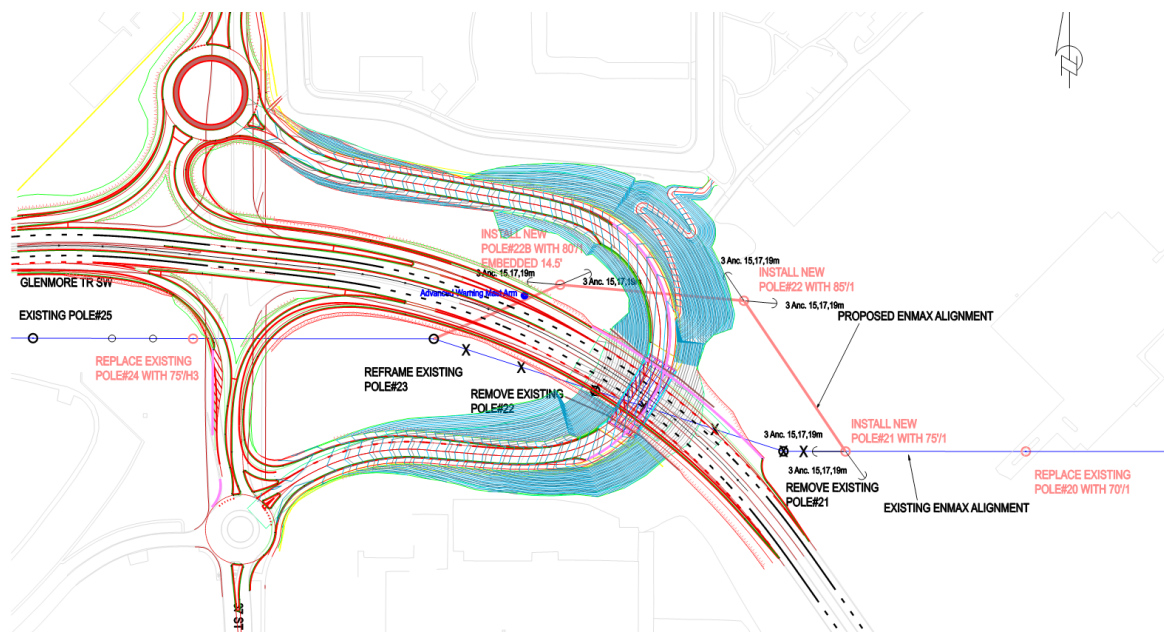 INSTALL NEW
POLE#22B WITH 80'/1
EMBEDDED 14.5'
3 Anc. 15,17,19m
3 Anc. 15,17,19m
3 Anc. 15,17,19m
INSTALL NEW
POLE#22 WITH 85'/1
3 Anc. 15,17,19m
GLENMORE TR SW
Advanced Warning Mast Arm
PROPOSED ENMAX ALIGNMENT
EXISTING POLE#25
REPLACE EXISTING
POLE#24 WITH 75'/H3
REFRAME EXISTING
POLE#23
REMOVE EXISTING
POLE#22
INSTALL NEW
POLE#21 WITH 75'/1
3 Anc. 15,17,19m
3 Anc. 15,17,19m
REMOVE EXISTING
POLE#21
REPLACE EXISTING
POLE#20 WITH 70'/1
EXISTING ENMAX ALIGNMENT
37 ST